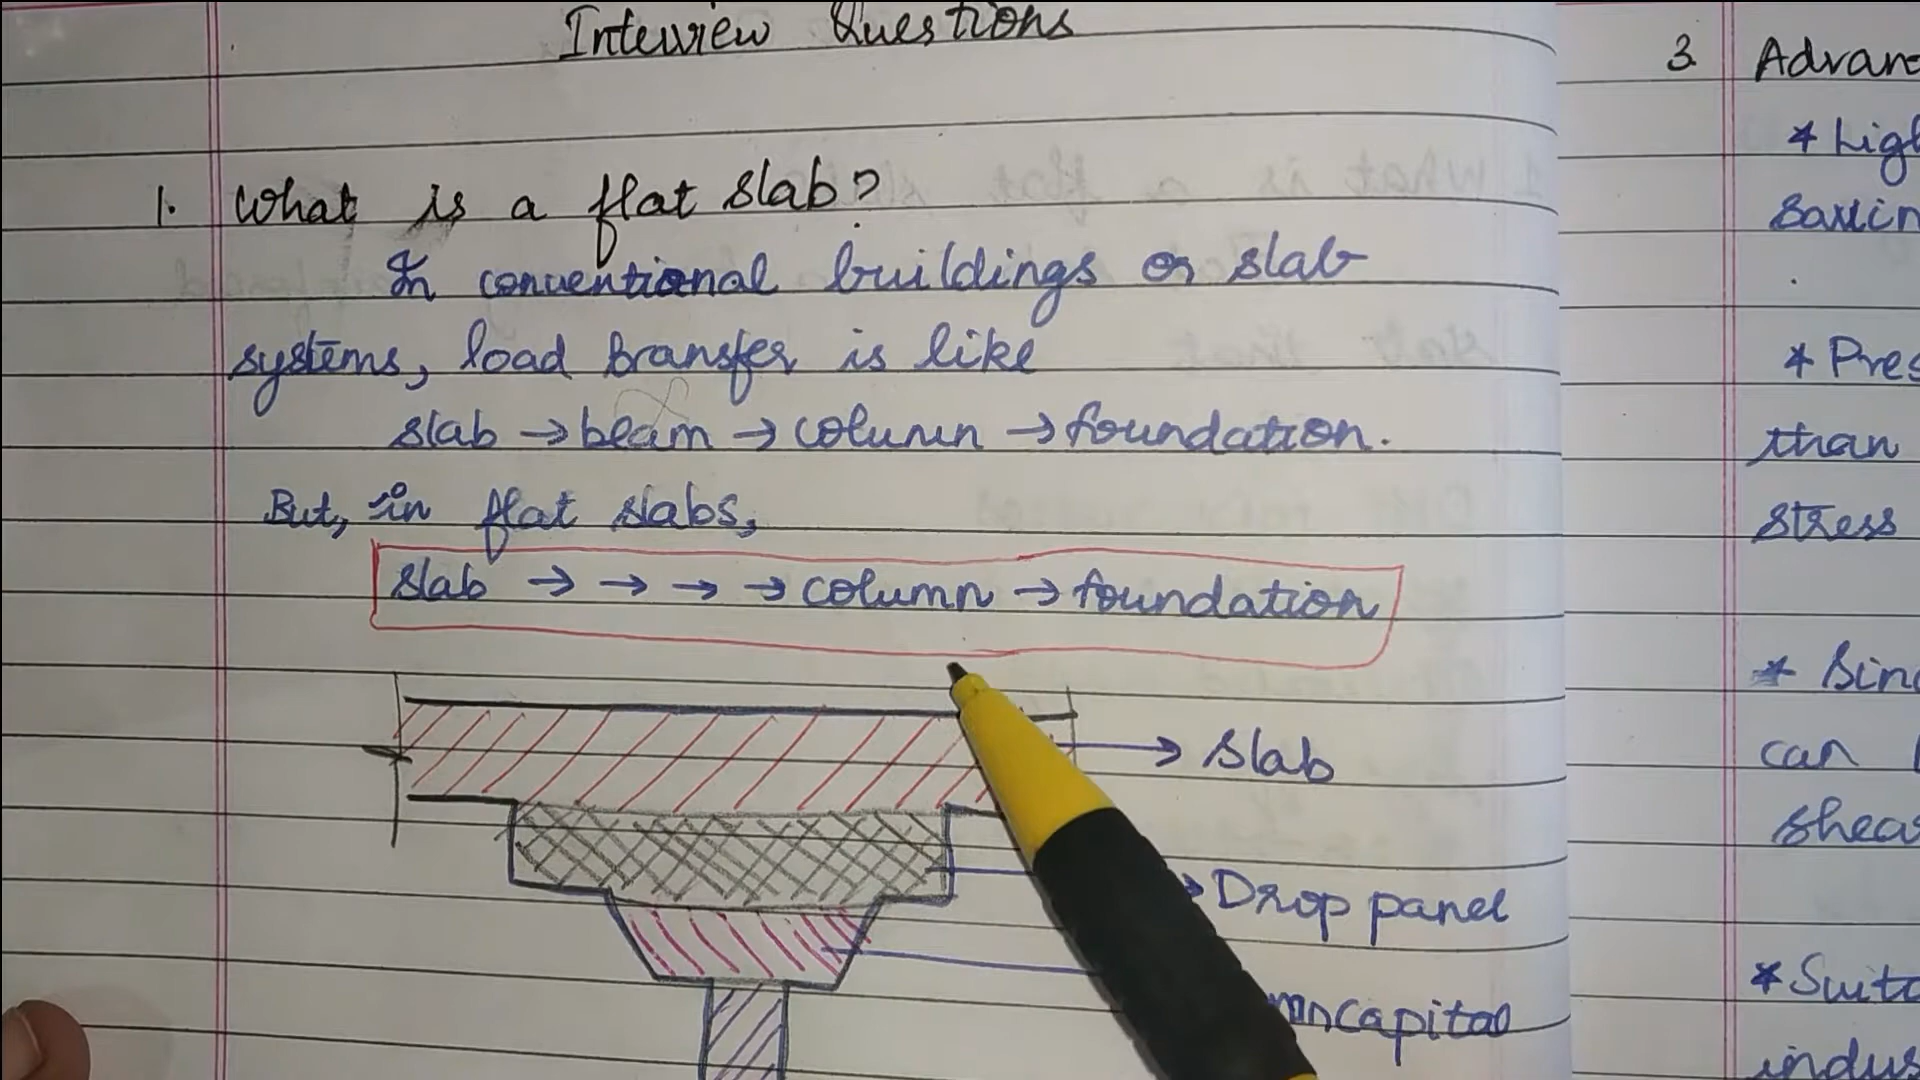 Interview Questions
1. What is a flat slab?
In conventional buildings or slab
systems, load transfer is like
slab → beam → column → foundation.
But, in flat slabs,
slab → → → → column → foundation
→ slab
Drop panel
capital
3
* 
than
stress
*
can
*